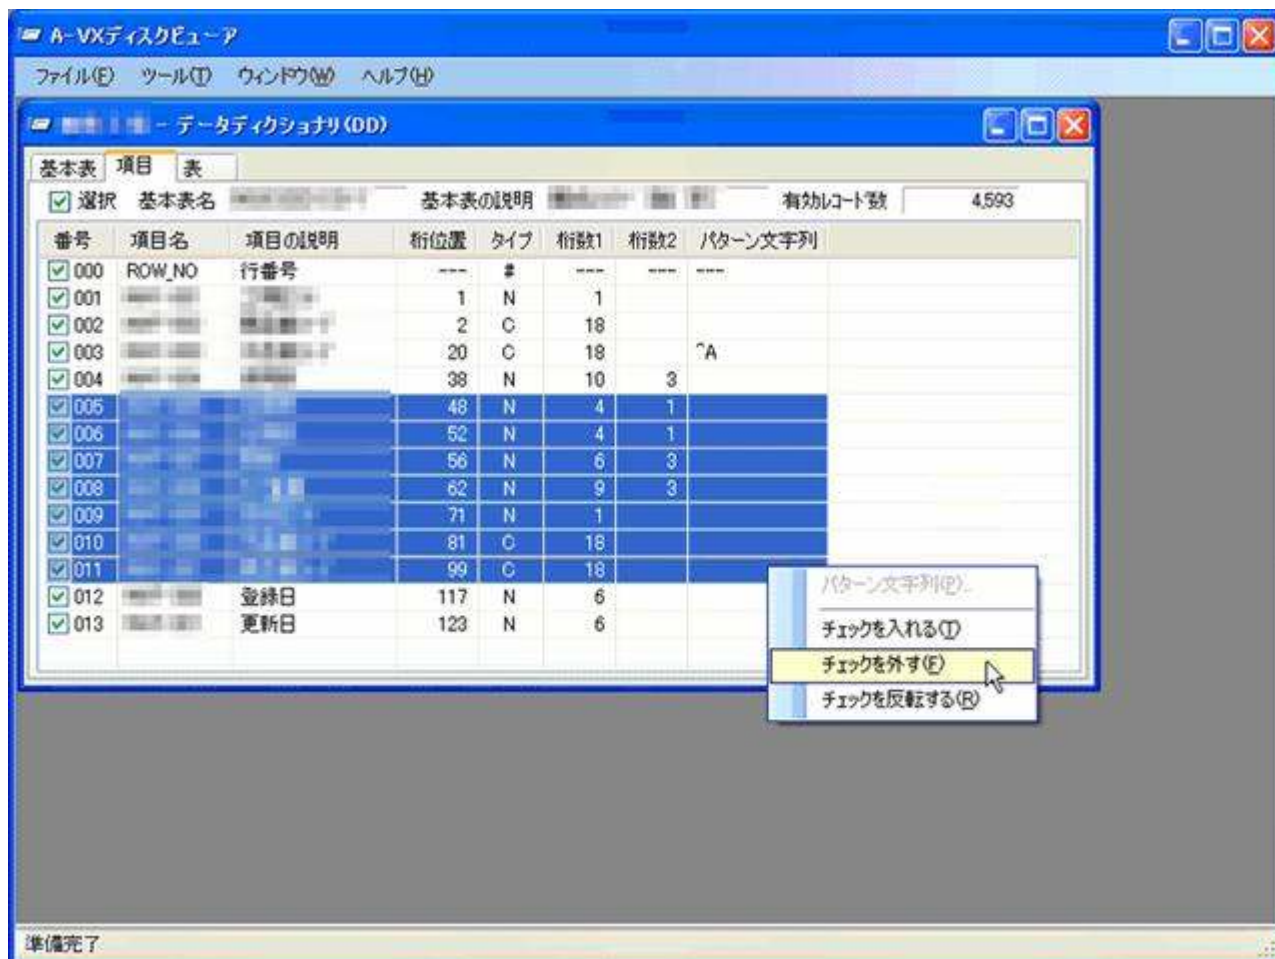 A-VXディスクビューア
ファイル(F) ツール(T) ウィンドウ(W) ヘルプ(H)
- データディクショナリ(DD)
基本表 項目 表
選択 基本表名 基本表の説明 有効レコード数 4,593
番号 項目名 項目の説明 桁位置 タイプ 桁数1 桁数2 パターン文字列
000 ROW_NO 行番号 --- # --- --- ---
001 1 N 1
002 2 C 18
003 20 C 18 ^A
004 38 N 10 3
005 48 N 4 1
006 52 N 4 1
007 56 N 6 3
008 62 N 9 3
009 71 N 1
010 81 C 18
011 99 C 18
パターン文字列(P)...
012 登録日 117 N 6
チェックを入れる(T)
013 更新日 123 N 6
チェックを外す(F)
チェックを反転する(R)
準備完了